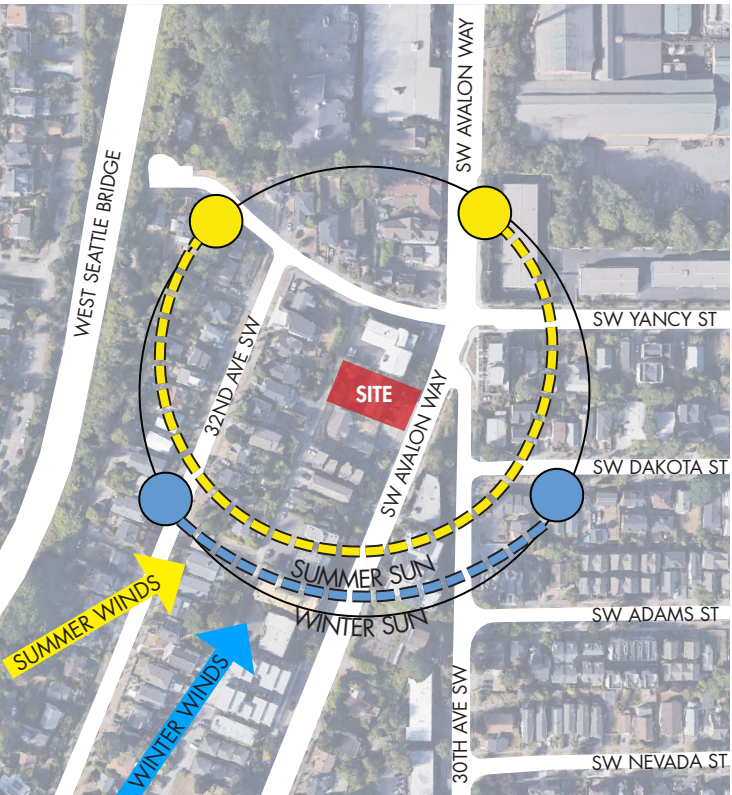 SW AVALON WAY
WEST SEATTLE BRIDGE
SW YANCY ST
32ND AVE SW
SITE
SW AVALON WAY
SW DAKOTA ST
SUMMER SUN
SUMMER WINDS
WINTER SUN
SW ADAMS ST
WINTER WINDS
30TH AVE SW
SW NEVADA ST